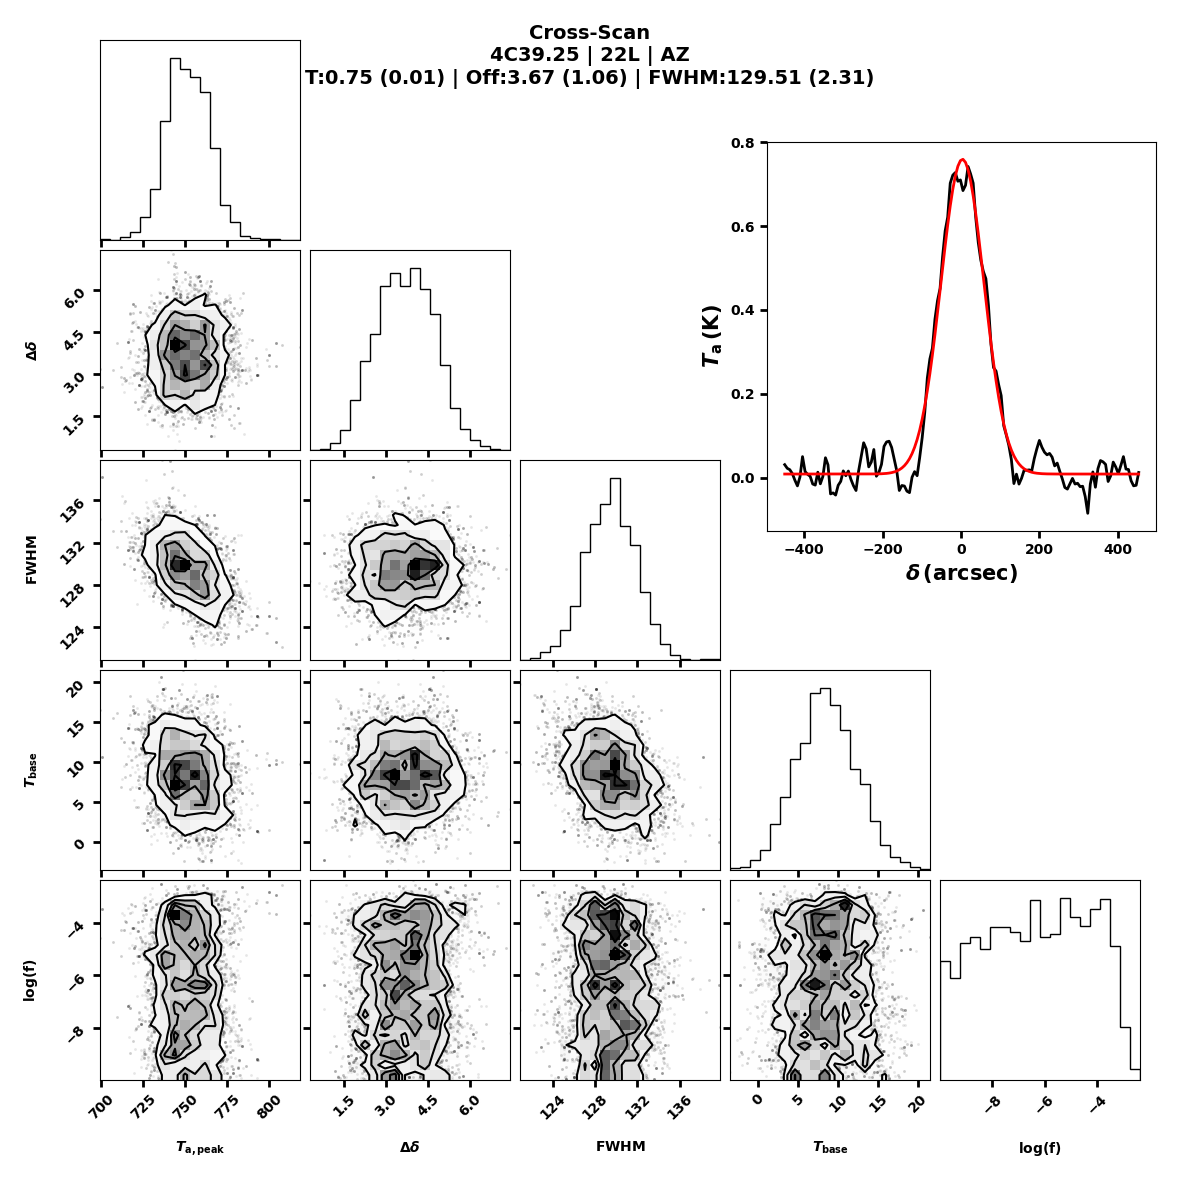 Cross-Scan
4C39.25 | 22L | AZ
T:0.75 (0.01) | Off:3.67 (1.06) | FWHM:129.51 (2.31)
0.8
0.6
0.4
0.2
0.0
Ta (K)
−400 −200 0 200 400
δ (arcsec)
6.0
4.5
3.0
1.5
Δδ
136
132
128
124
FWHM
20
15
10
5
0
Tbase
−4
−6
−8
log(f)
700 725 750 775 800
1.5 3.0 4.5 6.0
124 128 132 136
0 5 10 15 20
−8 −6 −4
Ta,peak Δδ FWHM Tbase log(f)